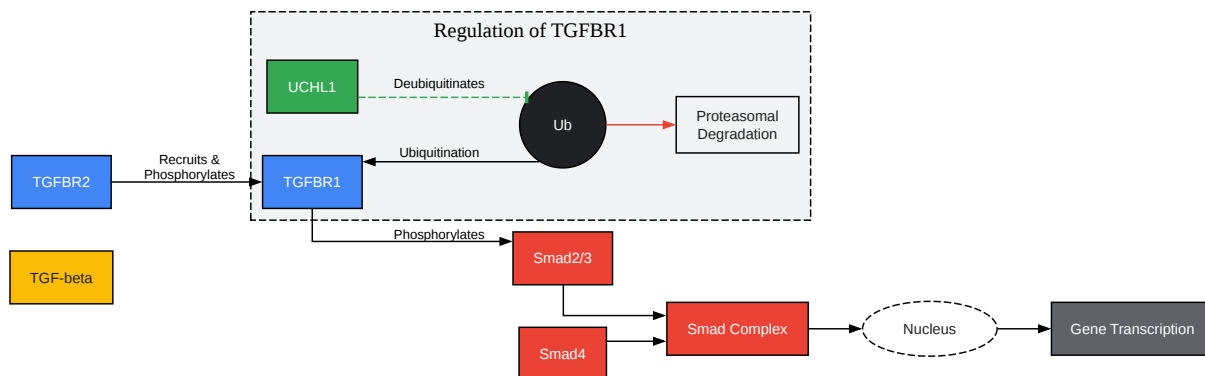 Regulation of TGFBR1
UCHL1
Deubiquitinates
Ub
Proteasomal
Degradation
Ubiquitination
TGFBR2
Recruits &
Phosphorylates
TGFBR1
Phosphorylates
Smad2/3
TGF-beta
Smad4
Smad Complex
Nucleus
Gene Transcription